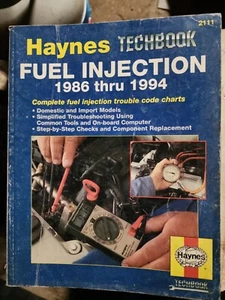 2111
Haynes TECHBOOK
FUEL INJECTION
1986 thru 1994
Complete fuel injection trouble code charts
• Domestic and Import Models
• Simplified Troubleshooting Using
Common Tools and On-board Computer
• Step-by-Step Checks and Component Replacement
Haynes
TECHBOOK